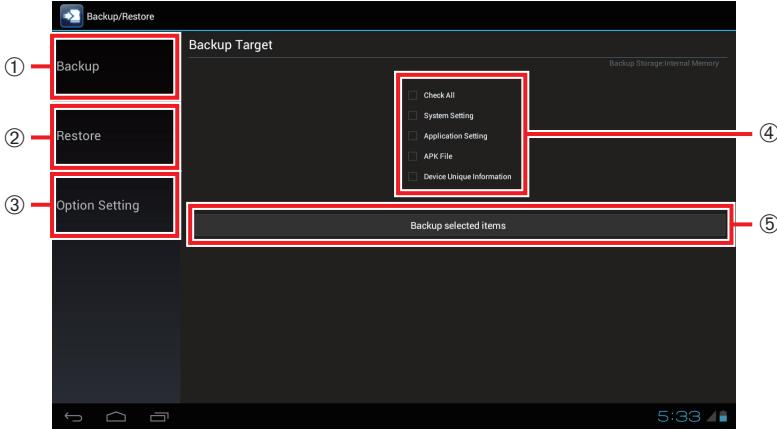 Backup/Restore
Backup Target
Backup Storage:Internal Memory
① Backup
② Restore
③ Option Setting
Check All
System Setting
Application Setting
APK File
Device Unique Information
④
Backup selected items
⑤
5:33